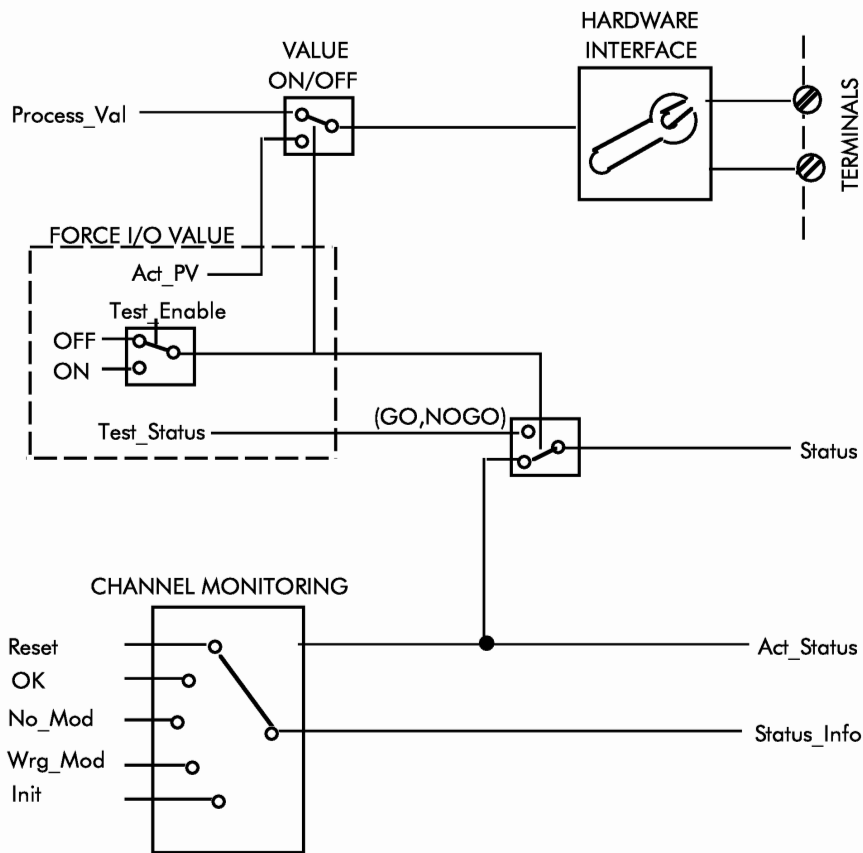 HARDWARE
INTERFACE
VALUE
ON/OFF
Process_Val
TERMINALS
FORCE I/O VALUE
Act_PV
Test_Enable
OFF
ON
(GO,NOGO)
Test_Status
Status
CHANNEL MONITORING
Reset
Act_Status
OK
No_Mod
Status_Info
Wrg_Mod
Init